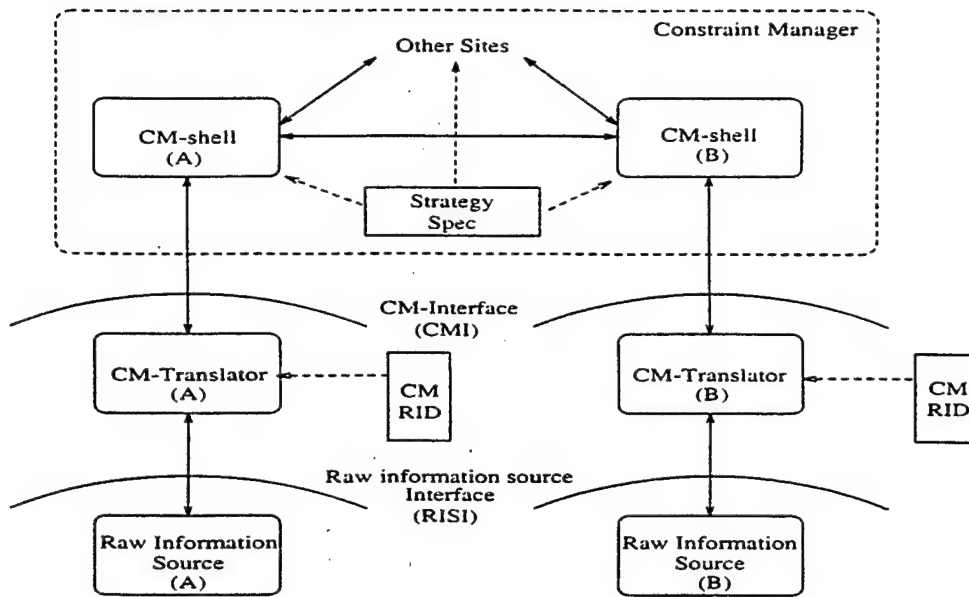 Constraint Manager
Other Sites
CM-shell
(A)
CM-shell
(B)
Strategy
Spec
CM-Interface
(CMI)
CM-Translator
(A)
CM
RID
CM-Translator
(B)
CM
RID
Raw information source
Interface
(RISI)
Raw Information
Source
(A)
Raw Information
Source
(B)